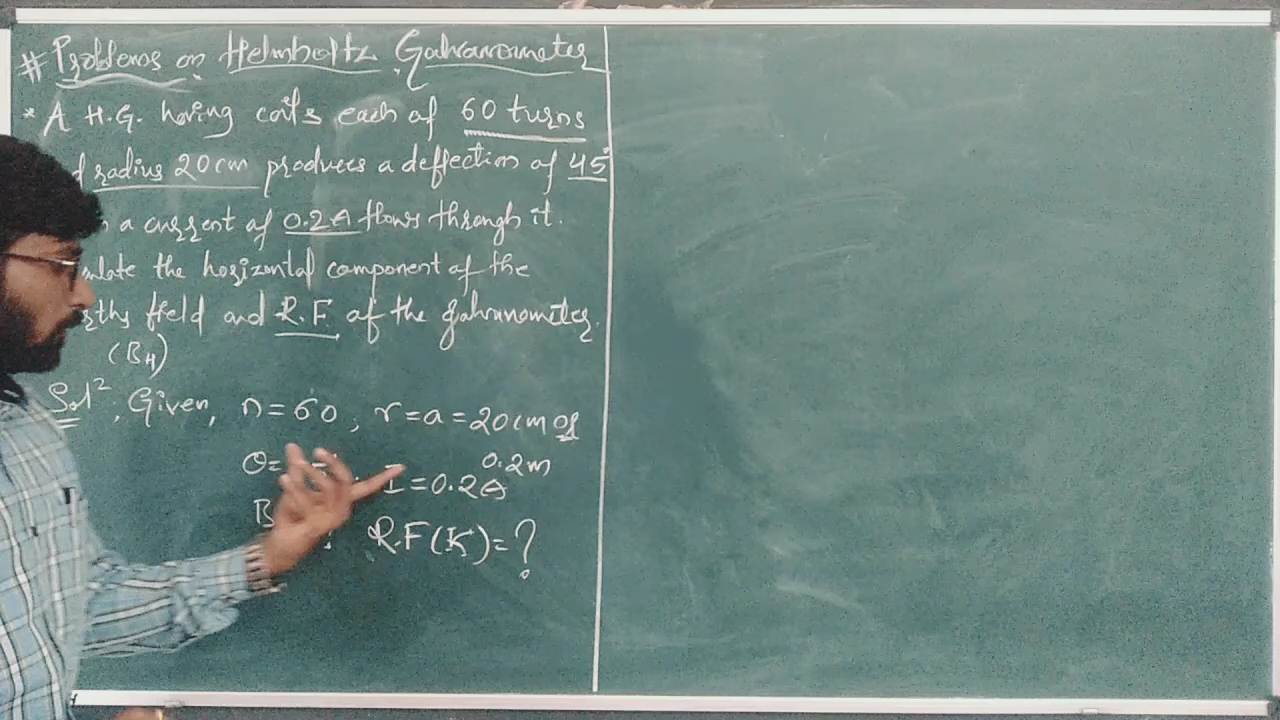 # Problems on Helmholtz Galvanometer
* A H.G. having coils each of 60 turns
radius 20cm produces a deflection of 45°
a current of 0.2A flows through it.
the horizontal component of the
field and R.F. of the galvanometer.
(BH)
Given, n=60, r=a=20cm or
0.2m
I=0.2A
R.F(K)=?